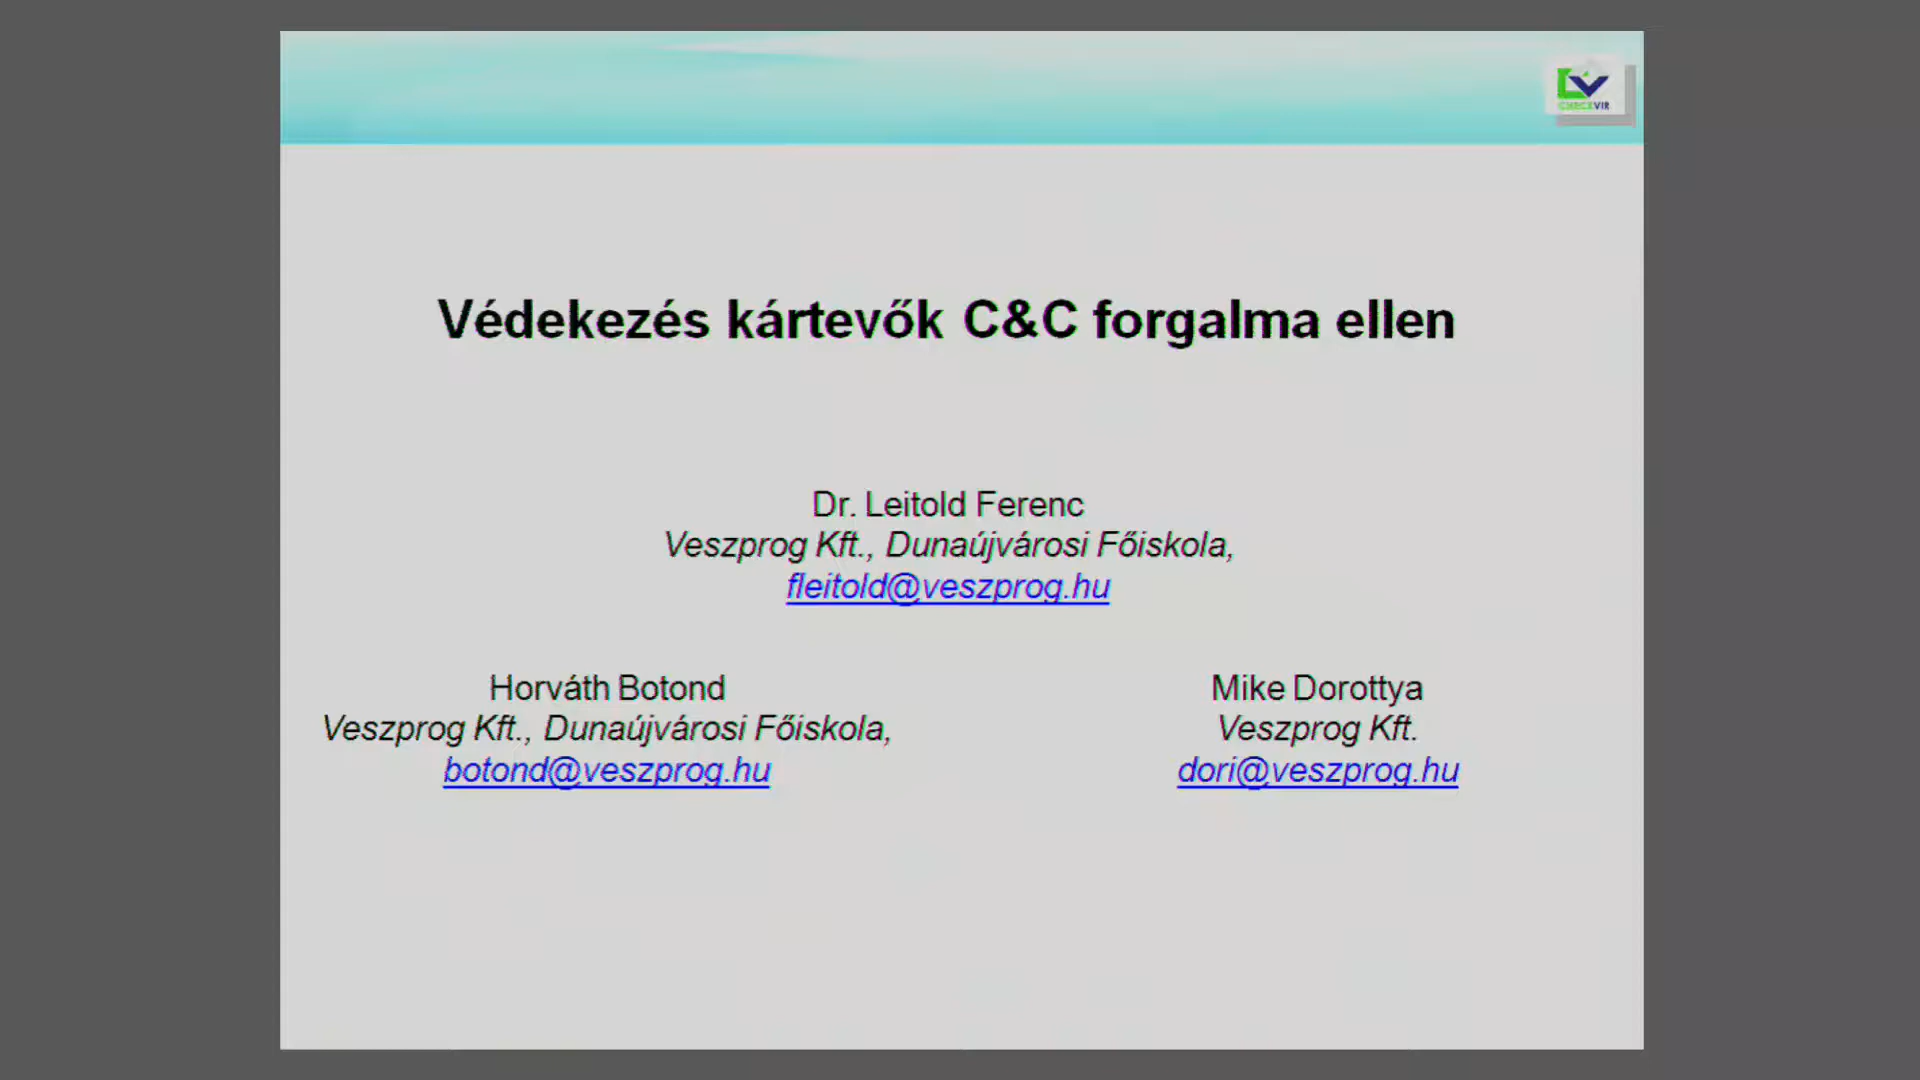 CHECKVIR
Védekezés kártevők C&C forgalma ellen
Dr. Leitold Ferenc
Veszprog Kft., Dunaújvárosi Főiskola,
fleitold@veszprog.hu
Horváth Botond
Veszprog Kft., Dunaújvárosi Főiskola,
botond@veszprog.hu
Mike Dorottya
Veszprog Kft.
dori@veszprog.hu